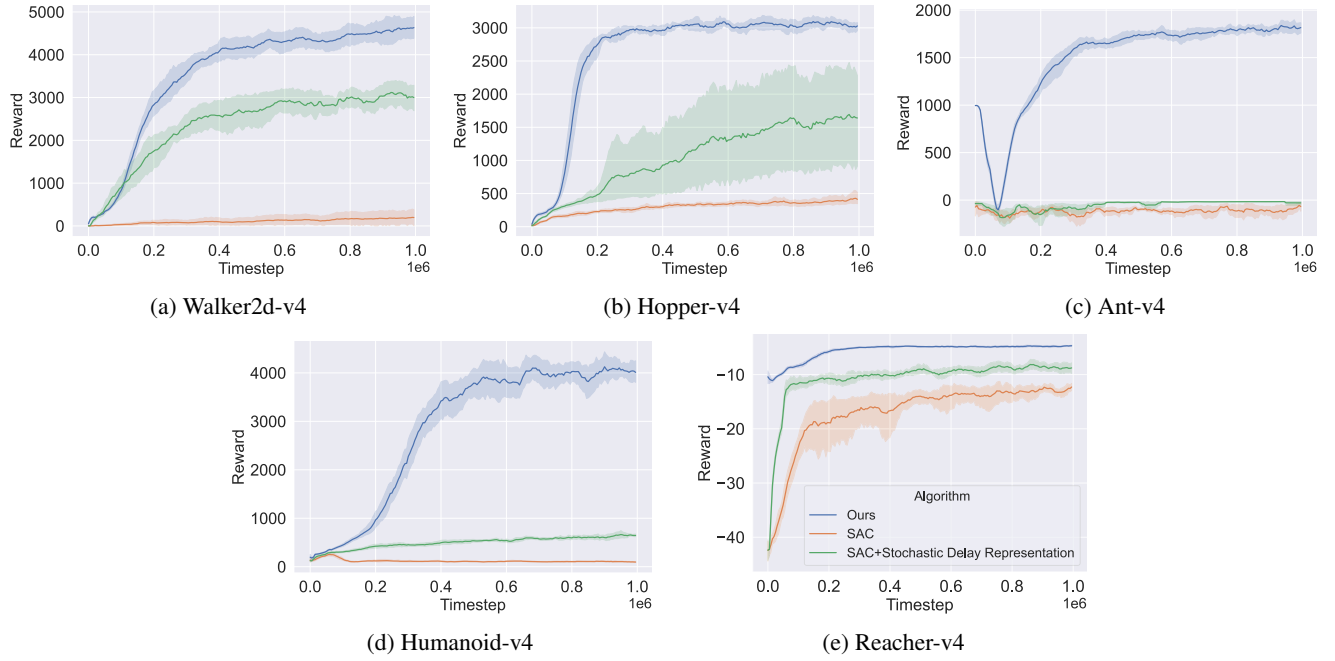 5000
4000
3000
2000
1000
0
Reward
0.0 0.2 0.4 0.6 0.8 1.0
Timestep
1e6
(a) Walker2d-v4
3000
2500
2000
1500
1000
500
0
Reward
0.0 0.2 0.4 0.6 0.8 1.0
Timestep
1e6
(b) Hopper-v4
2000
1500
1000
500
0
Reward
0.0 0.2 0.4 0.6 0.8 1.0
Timestep
1e6
(c) Ant-v4
4000
3000
2000
1000
0
Reward
0.0 0.2 0.4 0.6 0.8 1.0
Timestep
1e6
(d) Humanoid-v4
−10
−20
−30
−40
Reward
Algorithm
Ours
SAC
SAC+Stochastic Delay Representation
0.0 0.2 0.4 0.6 0.8 1.0
Timestep
1e6
(e) Reacher-v4